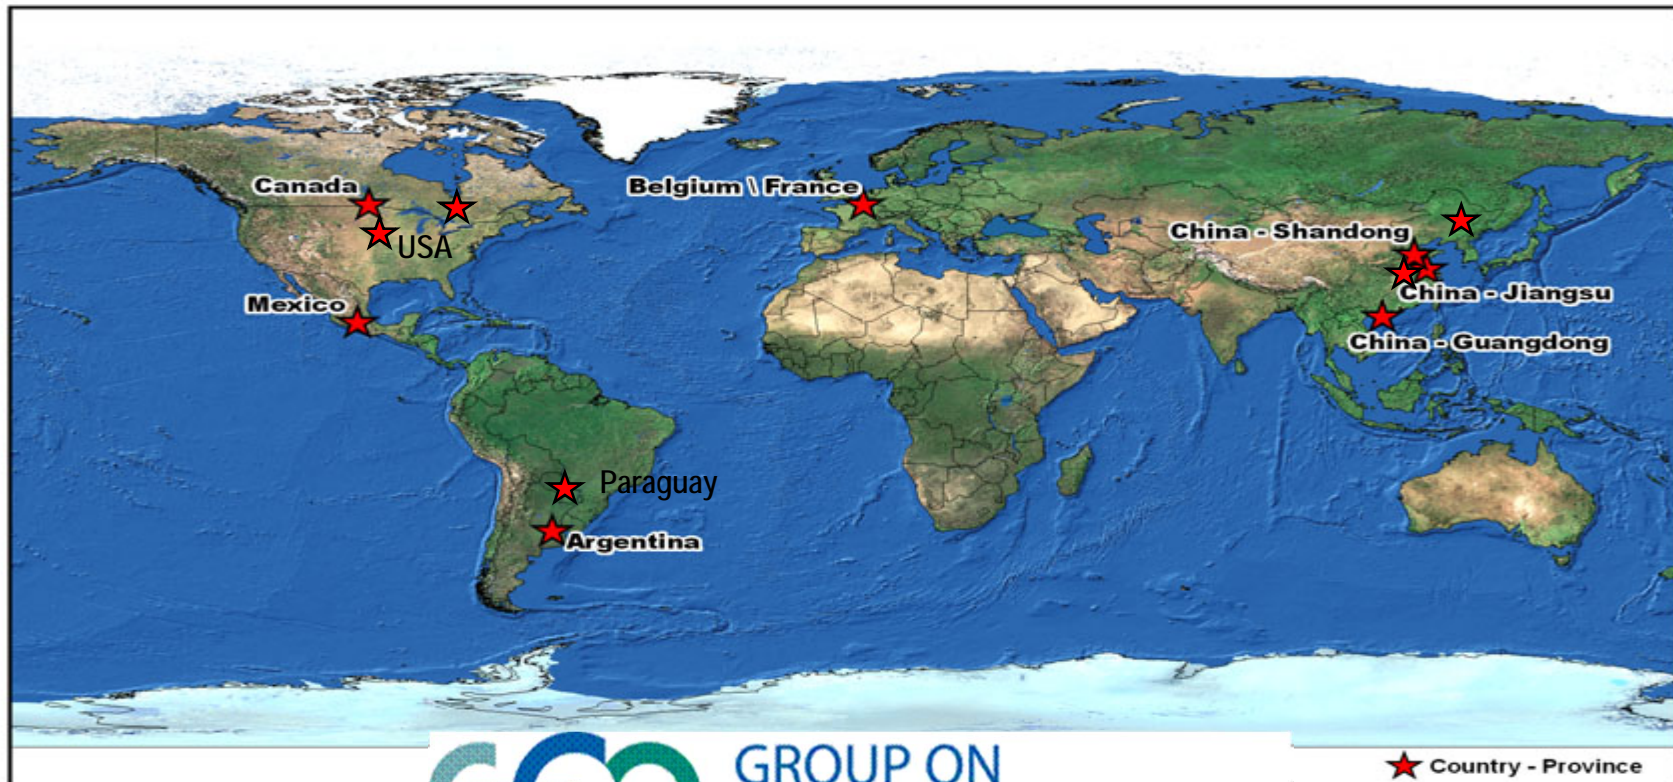 Canada
Belgium \ France
USA
China - Shandong
Mexico
China - Jiangsu
China - Guangdong
Paraguay
Argentina
GROUP ON
Country - Province